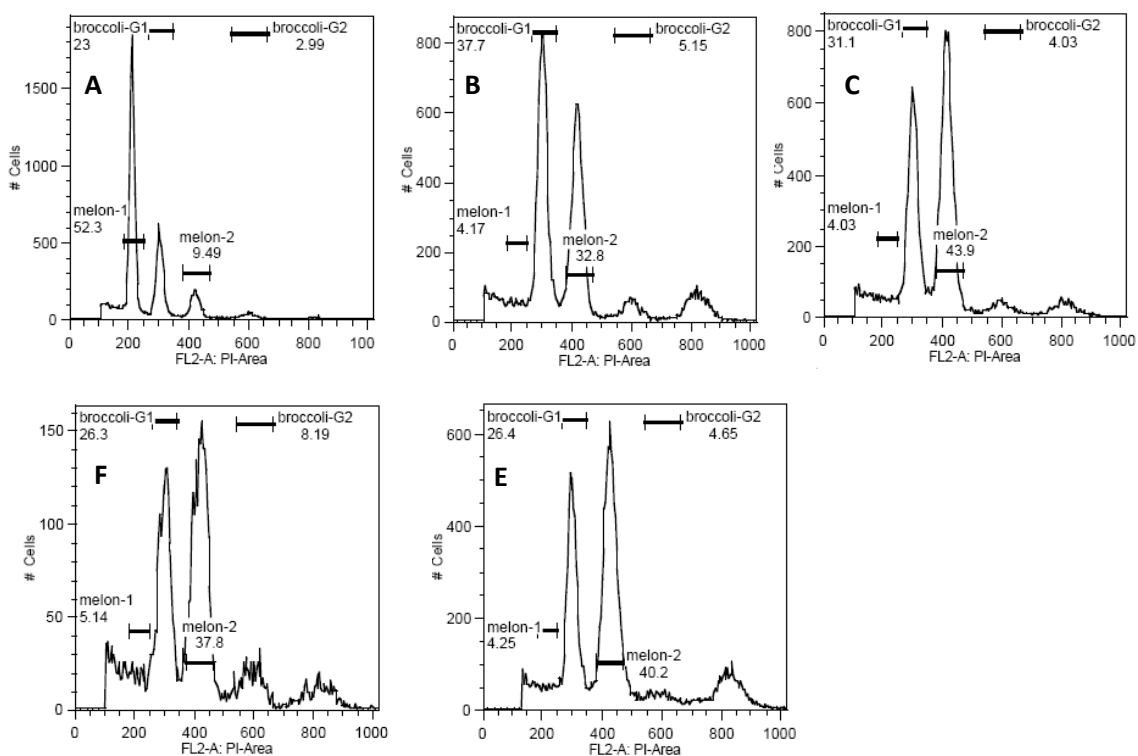 broccoli-G1 broccoli-G2
23 2.99
A
1500
1000
500
0
# Cells
melon-1
52.3
melon-2
9.49
0 200 400 600 800 100
FL2-A: PI-Area
broccoli-G1 broccoli-G2
37.7 5.15
B
800
600
400
200
0
# Cells
melon-1
4.17
melon-2
32.8
0 200 400 600 800 1000
FL2-A: PI-Area
broccoli-G1 broccoli-G2
31.1 4.03
C
800
600
400
200
0
# Cells
melon-1
4.03
melon-2
43.9
0 200 400 600 800 1000
FL2-A: PI-Area
broccoli-G1 broccoli-G2
26.3 8.19
F
150
100
50
0
# Cells
melon-1
5.14
melon-2
37.8
0 200 400 600 800 1000
FL2-A: PI-Area
broccoli-G1 broccoli-G2
26.4 4.65
E
600
400
200
0
# Cells
melon-1
4.25
melon-2
40.2
0 200 400 600 800 1000
FL2-A: PI-Area